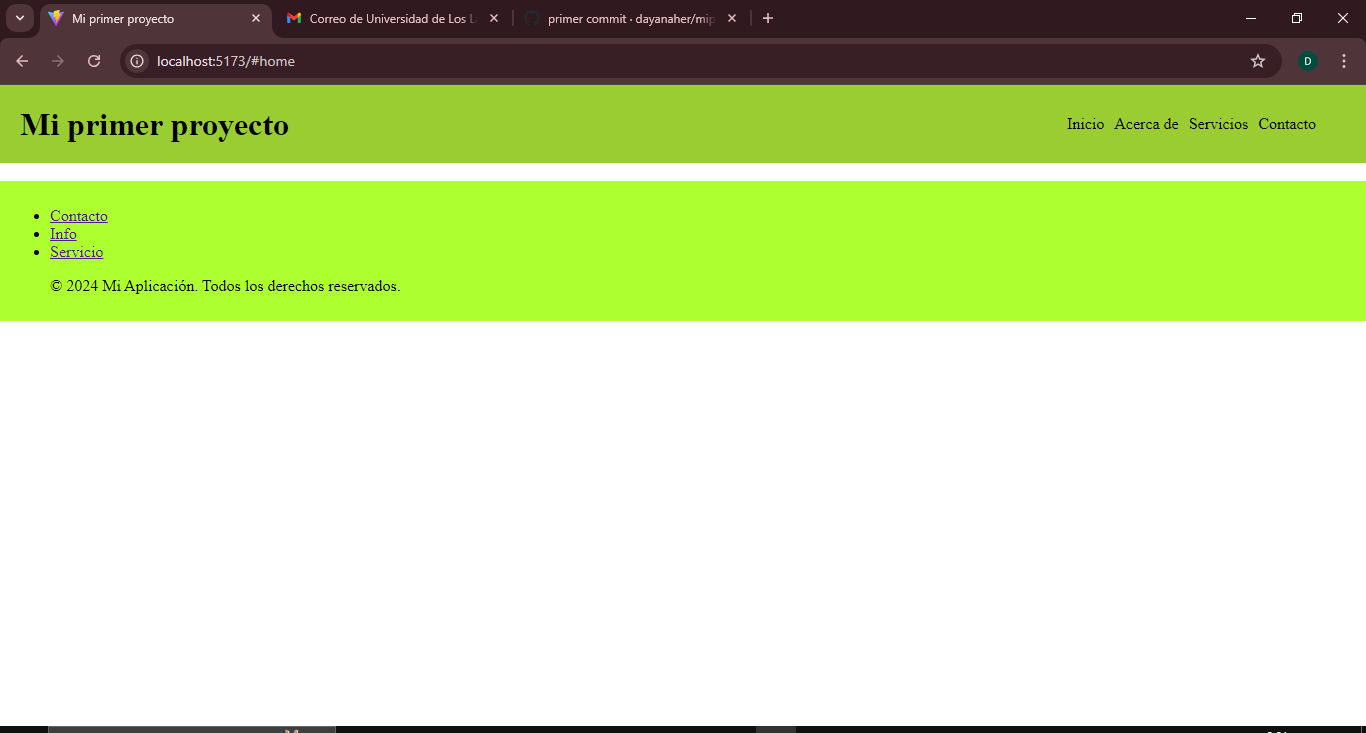 Mi primer proyecto
Correo de Universidad de Los L
primer commit · dayanaher/mip
localhost:5173/#home
D
Mi primer proyecto
Inicio Acerca de Servicios Contacto
Contacto
Info
Servicio
© 2024 Mi Aplicación. Todos los derechos reservados.